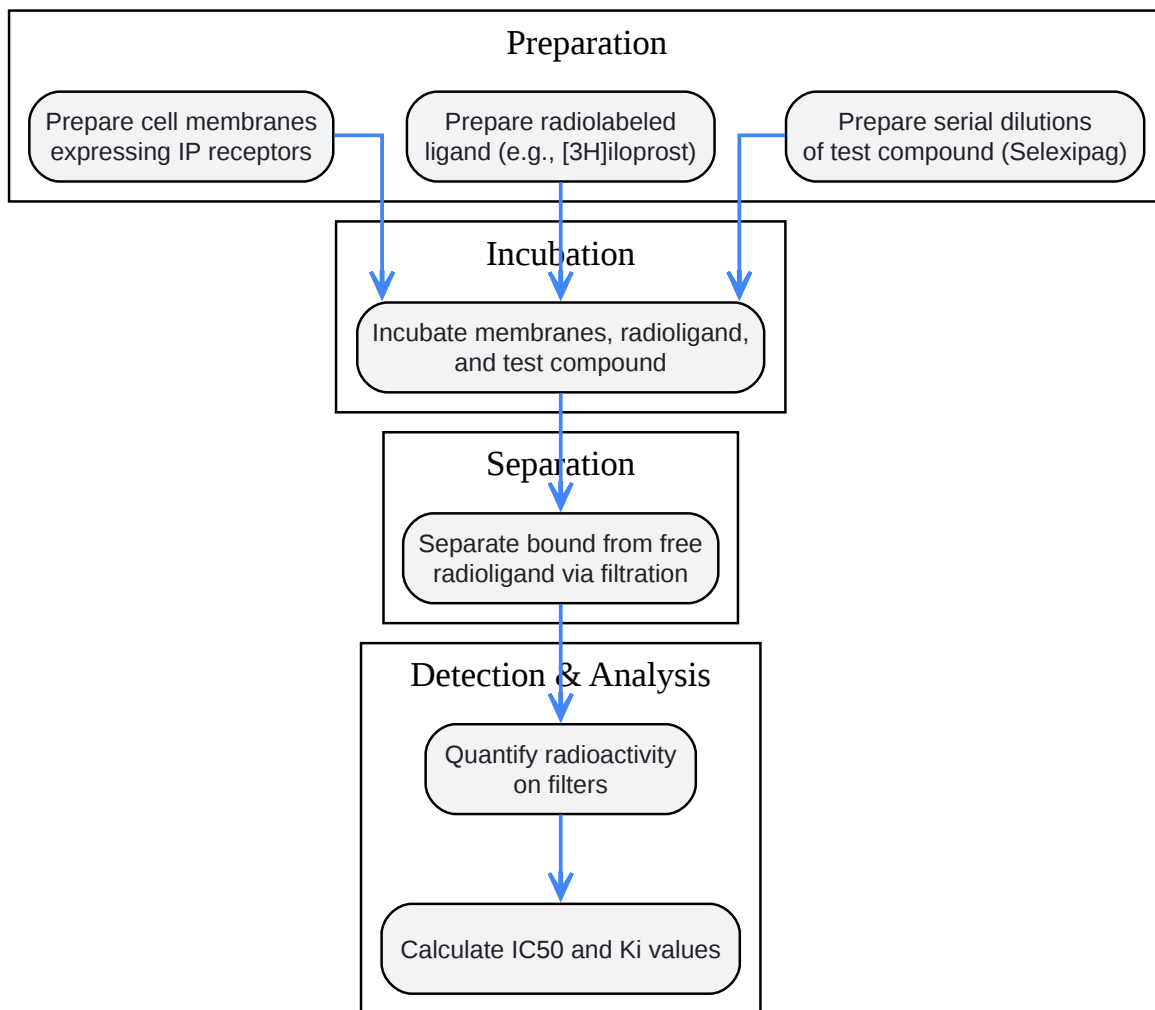 Preparation
Prepare cell membranes
expressing IP receptors
Prepare radiolabeled
ligand (e.g., [3H]iloprost)
Prepare serial dilutions
of test compound (Selexipag)
Incubation
Incubate membranes, radioligand,
and test compound
Separation
Separate bound from free
radioligand via filtration
Detection & Analysis
Quantify radioactivity
on filters
Calculate IC50 and Ki values